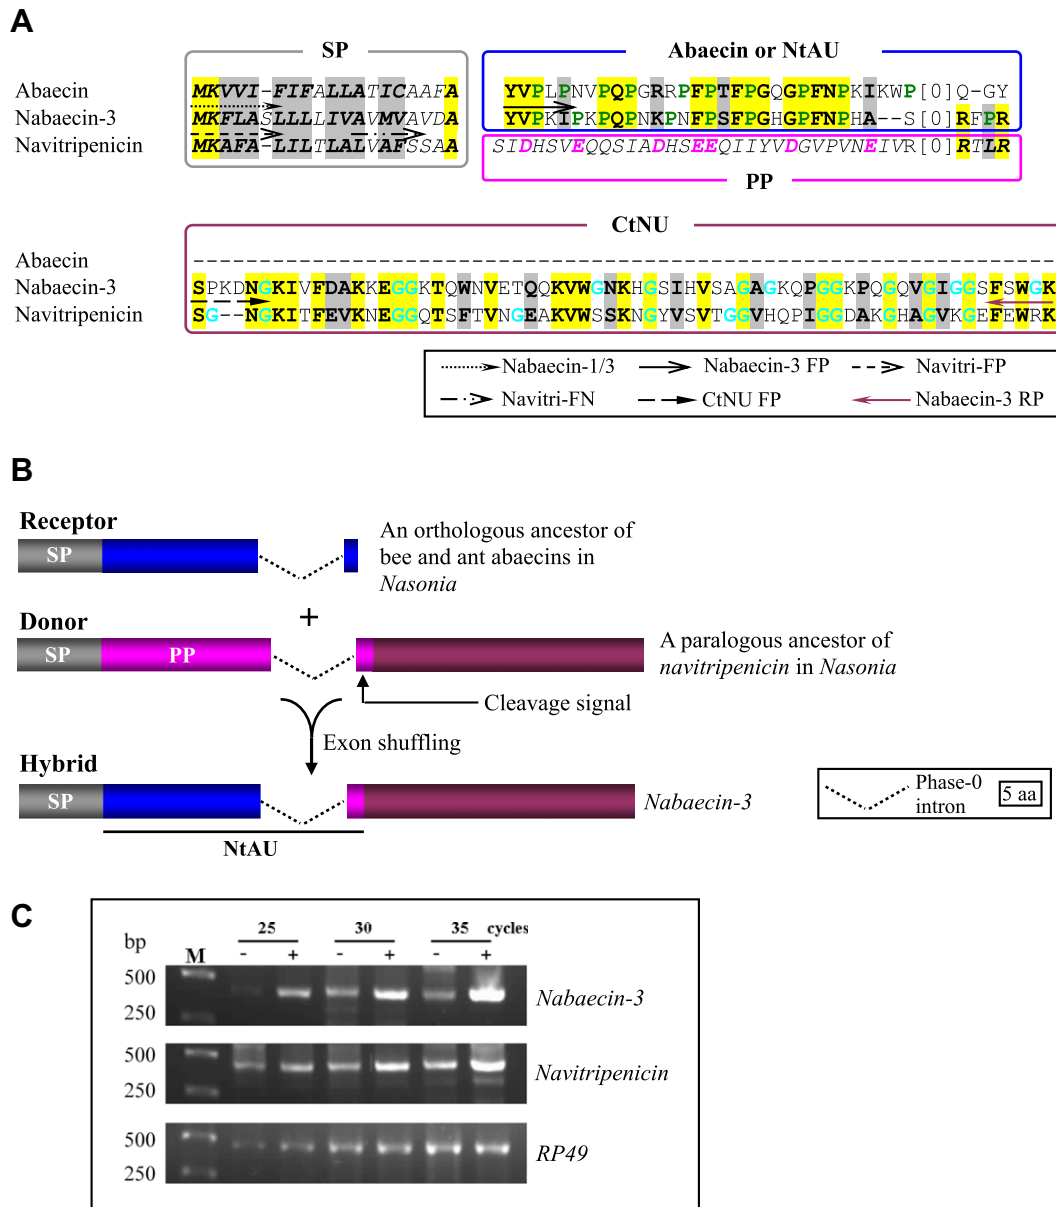 A
SP
Abaecin or NtAU
Abaecin MKVVI-FIFALLATICAAFA YVPLPNVPQPGRRPFPTFPGQGPFNPKIKWP[0]Q-GY
Nabaecin-3 MKFLASLLLLIVAVMVAVDA YVPKIPKPQPNKPNFPSFPGHGPFNPHA--S[0]RFPR
Navitripenicin MKAFA-LILTLALVAFSSAA SIDHSVEQQSIADHSEEQIIYVDGVPVNEIVR[0]RTLR
PP
CtNU
Abaecin -----------------------------------------------------------------
Nabaecin-3 SPKDNGKIVFDAKKEGGKTQWNVETQQKVWGNKHGSIHVSAGAGKQPGGKPQGQVGIGGSFSWGK
Navitripenicin SG--NGKITFEVKNEGGQTSFTVNGEAKVWSSKNGYVSVTGGVHQPIGGDAKGHAGVKGEFEWRK
Nabaecin-1/3 Nabaecin-3 FP Navitri-FP
Navitri-FN CtNU FP Nabaecin-3 RP
B
Receptor
SP
An orthologous ancestor of
bee and ant abaecins in
Nasonia
+
Donor
SP PP
A paralogous ancestor of
navitripenicin in Nasonia
Cleavage signal
Exon shuffling
Hybrid
SP
Nabaecin-3
NtAU
Phase-0
intron
5 aa
C
25 30 35 cycles
bp
M - + - + - +
500
250
Nabaecin-3
500
250
Navitripenicin
500
250
RP49